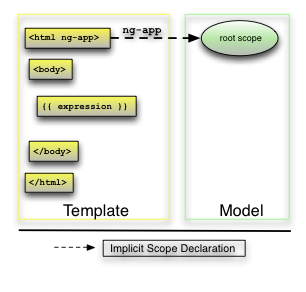 <html ng-app>
ng-app
root scope
<body>
{{ expression }}
</body>
</html>
Template
Model
Implicit Scope Declaration